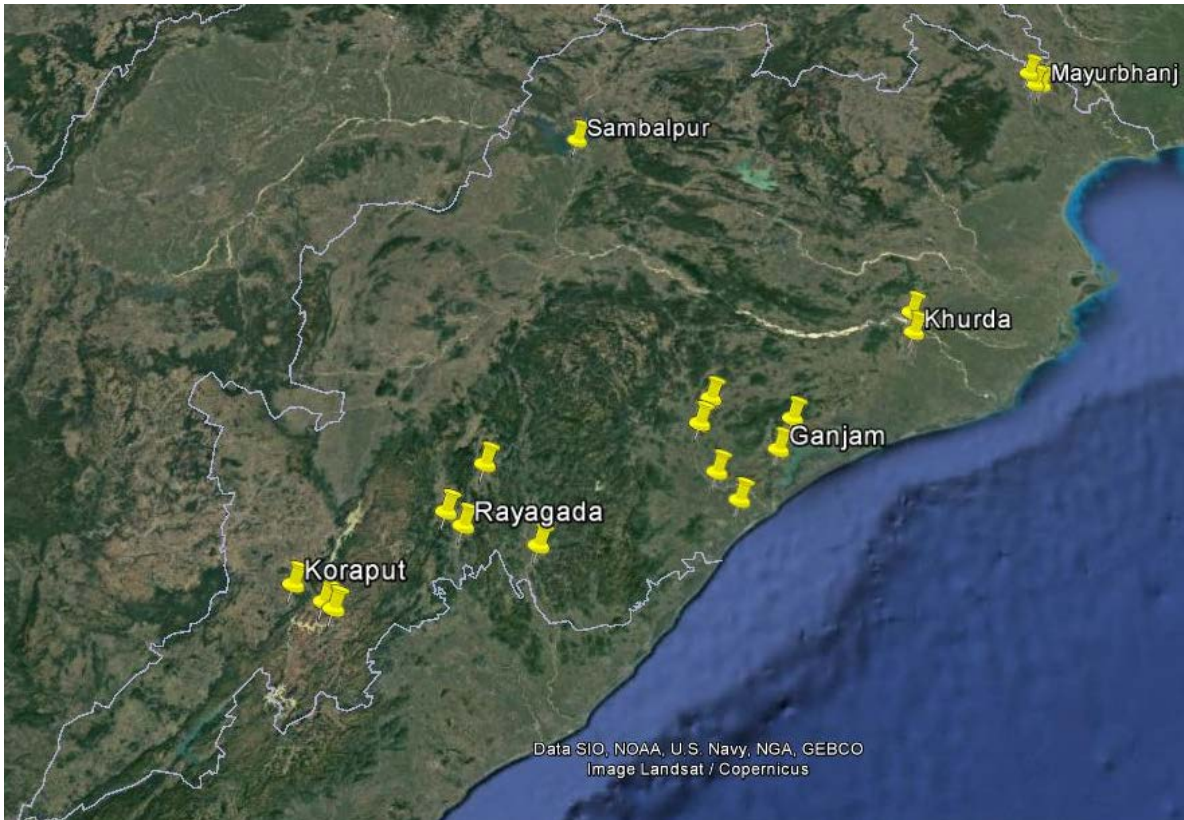 Mayurbhanj
Sambalpur
Khurda
Ganjam
Rayagada
Koraput
Data SIO, NOAA, U.S. Navy, NGA, GEBCO
Image Landsat / Copernicus